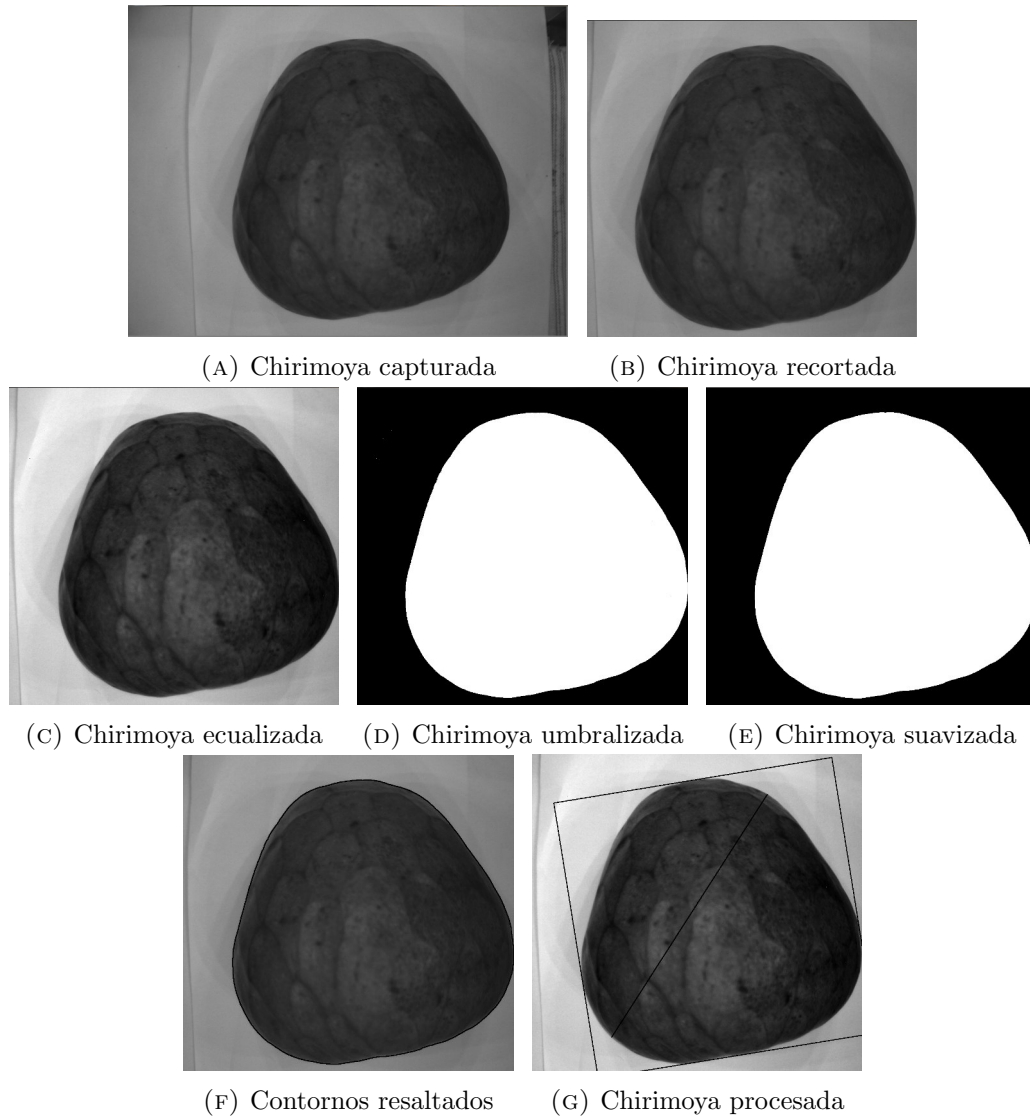 (A) Chirimoya capturada
(B) Chirimoya recortada
(C) Chirimoya ecualizada
(D) Chirimoya umbralizada
(E) Chirimoya suavizada
(F) Contornos resaltados
(G) Chirimoya procesada